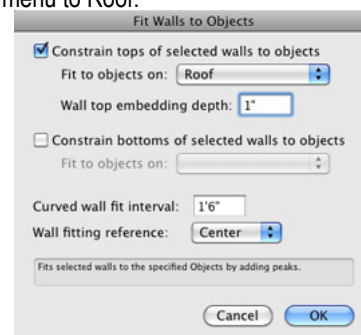 menu to Roof.
Fit Walls to Objects
Constrain tops of selected walls to objects
Fit to objects on: Roof
Wall top embedding depth: 1"
Constrain bottoms of selected walls to objects
Fit to objects on:
Curved wall fit interval: 1'6"
Wall fitting reference: Center
Fits selected walls to the specified Objects by adding peaks.
Cancel OK